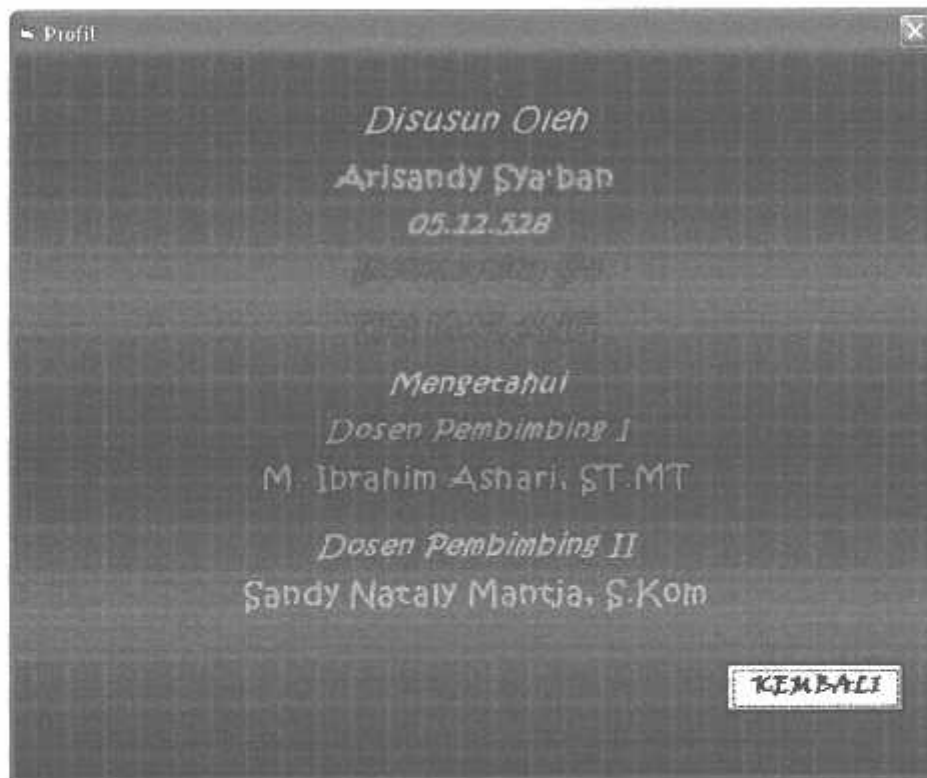 Profil
Disusun Oleh
Arisandy Sya'ban
05.12.528
Mengetahui
Dosen Pembimbing I
M. Ibrahim Ashari, ST.MT
Dosen Pembimbing II
Sandy Nataly Mantja, S.Kom
KEMBALI